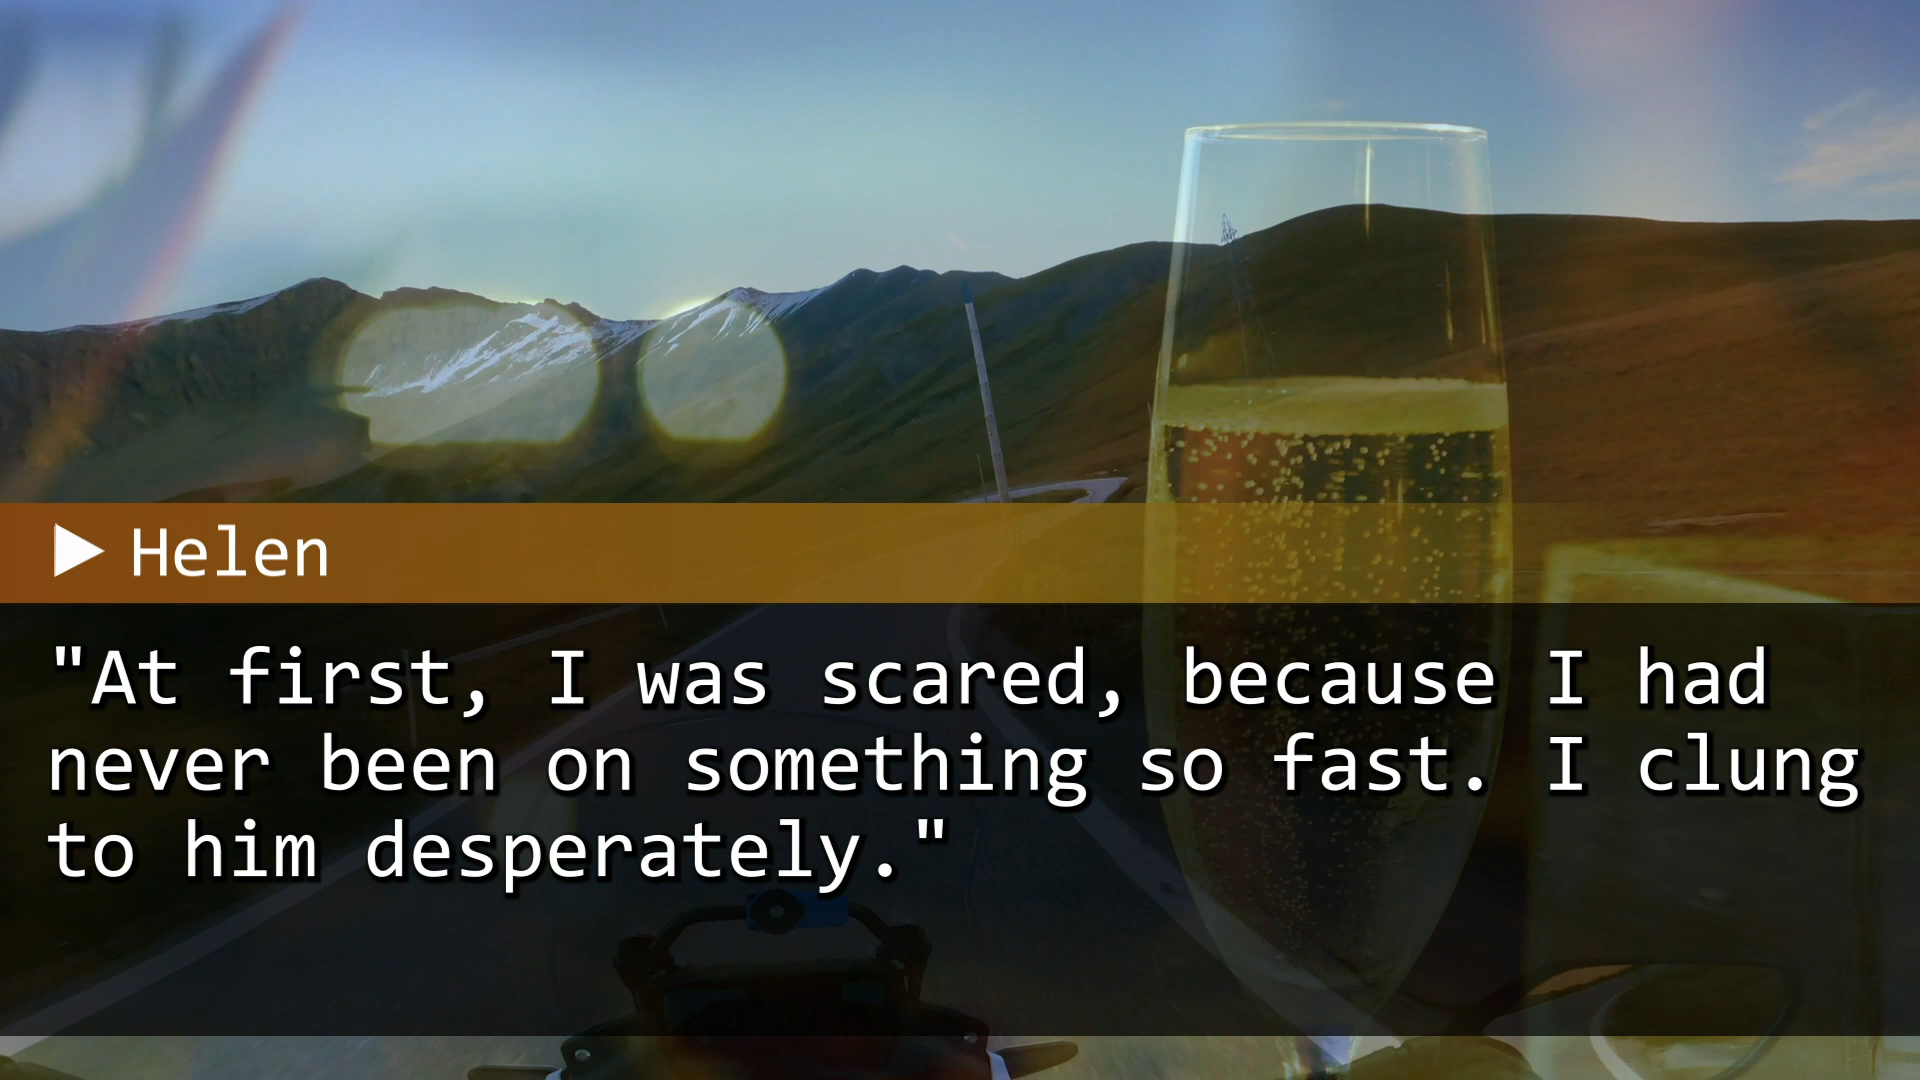 Helen
"At first, I was scared, because I had
never been on something so fast. I clung
to him desperately."